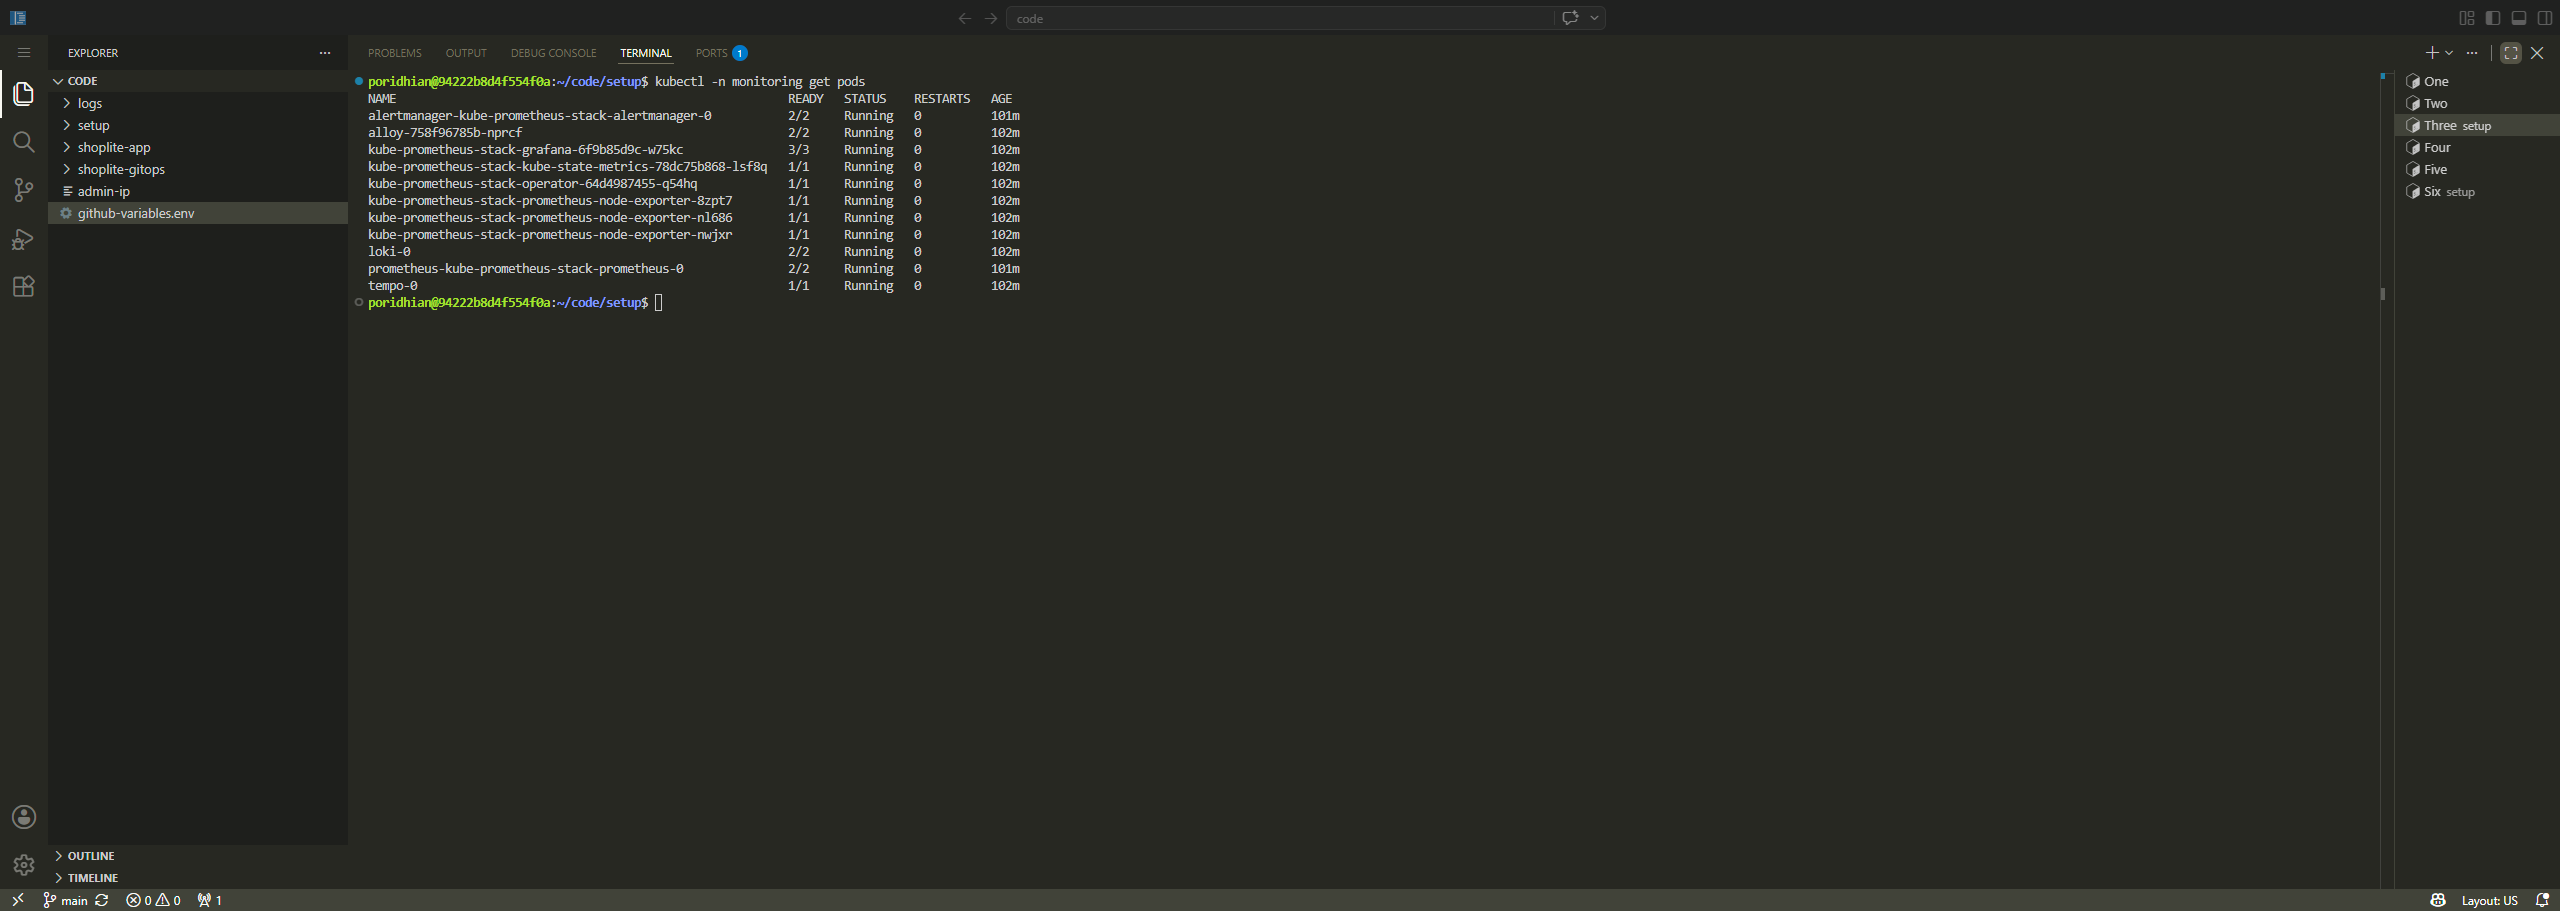 code
EXPLORER
PROBLEMS OUTPUT DEBUG CONSOLE TERMINAL PORTS 1
CODE
logs
setup
shoplite-app
shoplite-gitops
admin-ip
github-variables.env
poridhian@94222b8d4f554f0a:~/code/setup$ kubectl -n monitoring get pods
NAME READY STATUS RESTARTS AGE
alertmanager-kube-prometheus-stack-alertmanager-0 2/2 Running 0 101m
alloy-758f96785b-nprcf 2/2 Running 0 102m
kube-prometheus-stack-grafana-6f9b85d9c-w75kc 3/3 Running 0 102m
kube-prometheus-stack-kube-state-metrics-78dc75b868-lsf8q 1/1 Running 0 102m
kube-prometheus-stack-operator-64d4987455-q54hq 1/1 Running 0 102m
kube-prometheus-stack-prometheus-node-exporter-8zpt7 1/1 Running 0 102m
kube-prometheus-stack-prometheus-node-exporter-nl686 1/1 Running 0 102m
kube-prometheus-stack-prometheus-node-exporter-nwjxr 1/1 Running 0 102m
loki-0 2/2 Running 0 102m
prometheus-kube-prometheus-stack-prometheus-0 2/2 Running 0 101m
tempo-0 1/1 Running 0 102m
poridhian@94222b8d4f554f0a:~/code/setup$
One
Two
Three setup
Four
Five
Six setup
OUTLINE
TIMELINE
main 0 0 1
Layout: US